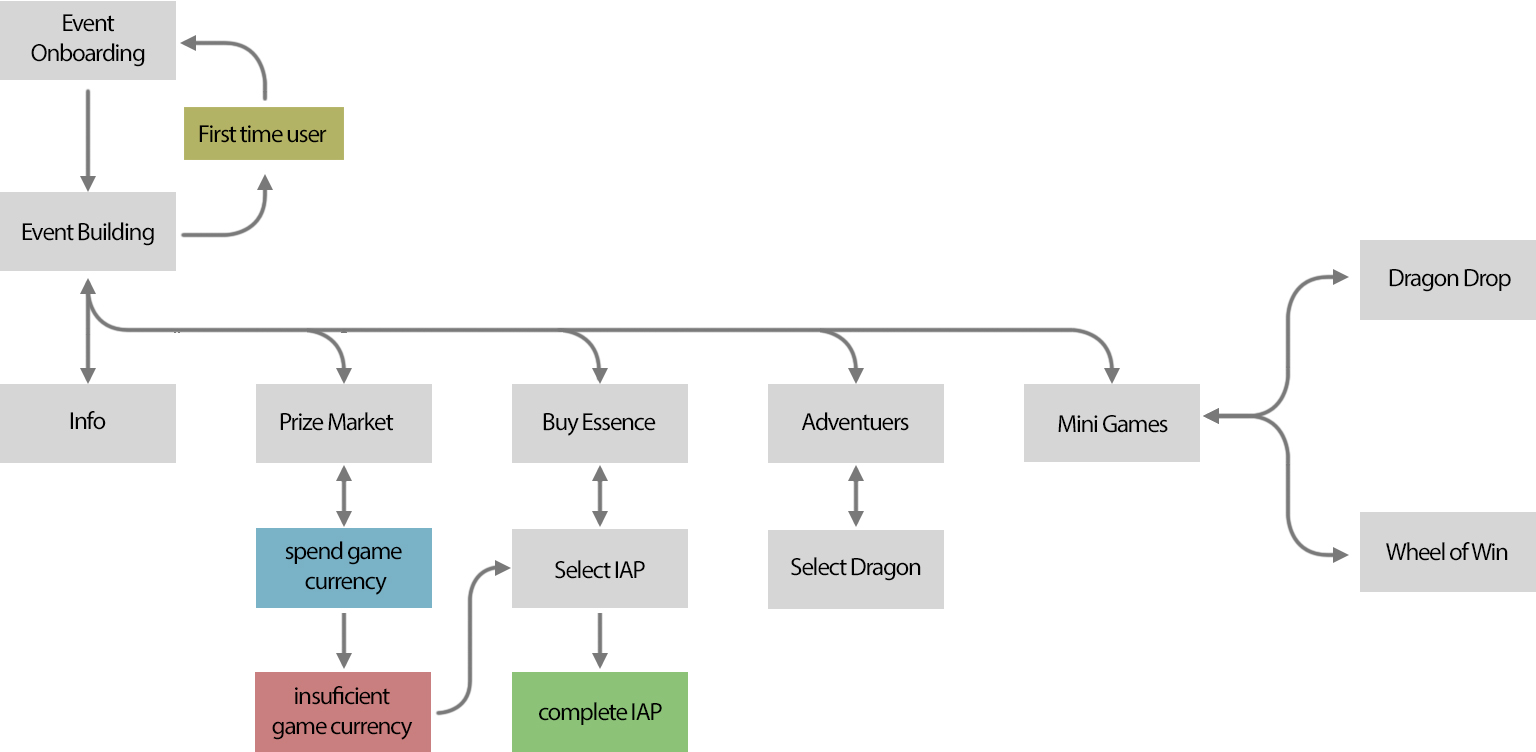 Event
Onboarding
First time user
Event Building
Dragon Drop
Info
Prize Market
Buy Essence
Adventuers
Mini Games
spend game
currency
Select IAP
Select Dragon
Wheel of Win
insuficient
game currency
complete IAP